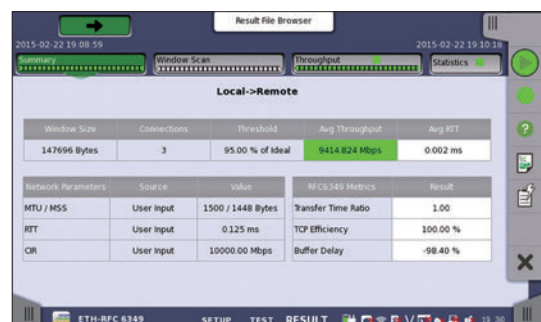 Result File Browser
2015-02-22 19:08:59 2015-02-22 19:10:18
Summary Window Scan Throughput Statistics
Local->Remote
Window Size Connections Threshold Avg Throughput Avg RTT
147696 Bytes 3 95.00 % of Ideal 9414.824 Mbps 0.002 ms
Network Parameters Source Value RFC6349 Metrics Result
MTU / MSS User Input 1500 / 1448 Bytes Transfer Time Ratio 1.00
RTT User Input 0.125 ms TCP Efficiency 100.00 %
CIR User Input 10000.00 Mbps Buffer Delay -98.40 %
ETH-RFC 6349 SETUP TEST RESULT 19:30